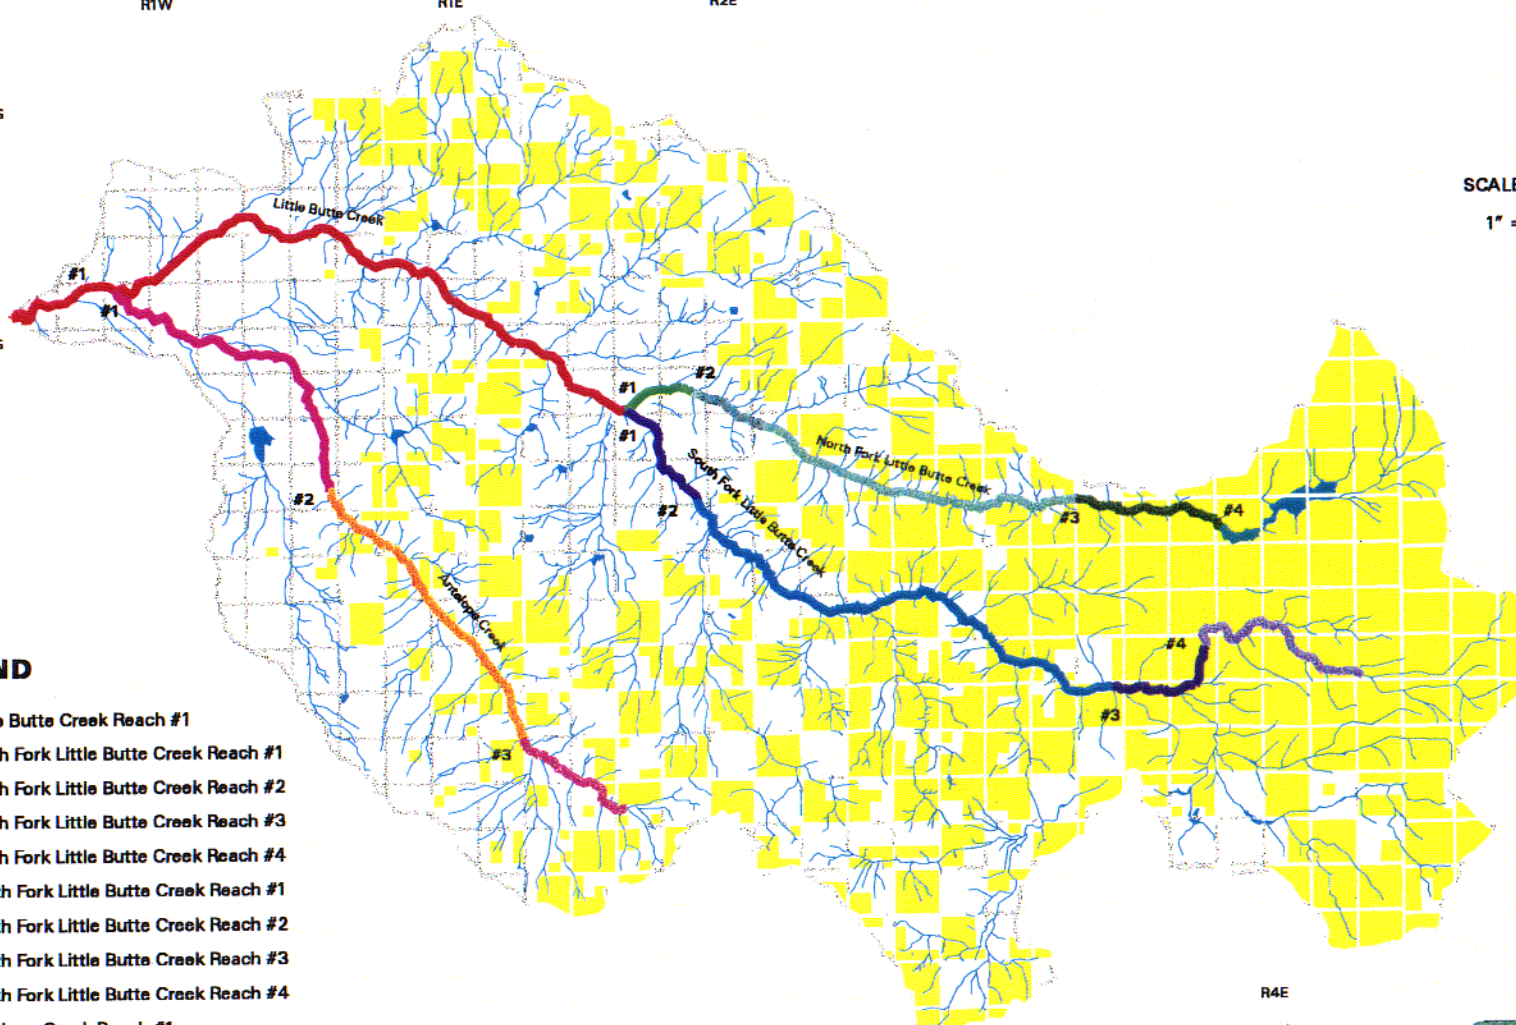 R1W
R1E
R2E
SCALE
1" =
Little Butte Creek
#1
#1
#1
#2
#1
North Fork Little Butte Creek
South Fork Little Butte Creek
#2
#2
#3
#4
Antelope Creek
#4
#3
#3
ND
e Butte Creek Reach #1
h Fork Little Butte Creek Reach #1
h Fork Little Butte Creek Reach #2
h Fork Little Butte Creek Reach #3
h Fork Little Butte Creek Reach #4
th Fork Little Butte Creek Reach #1
th Fork Little Butte Creek Reach #2
th Fork Little Butte Creek Reach #3
th Fork Little Butte Creek Reach #4
R4E